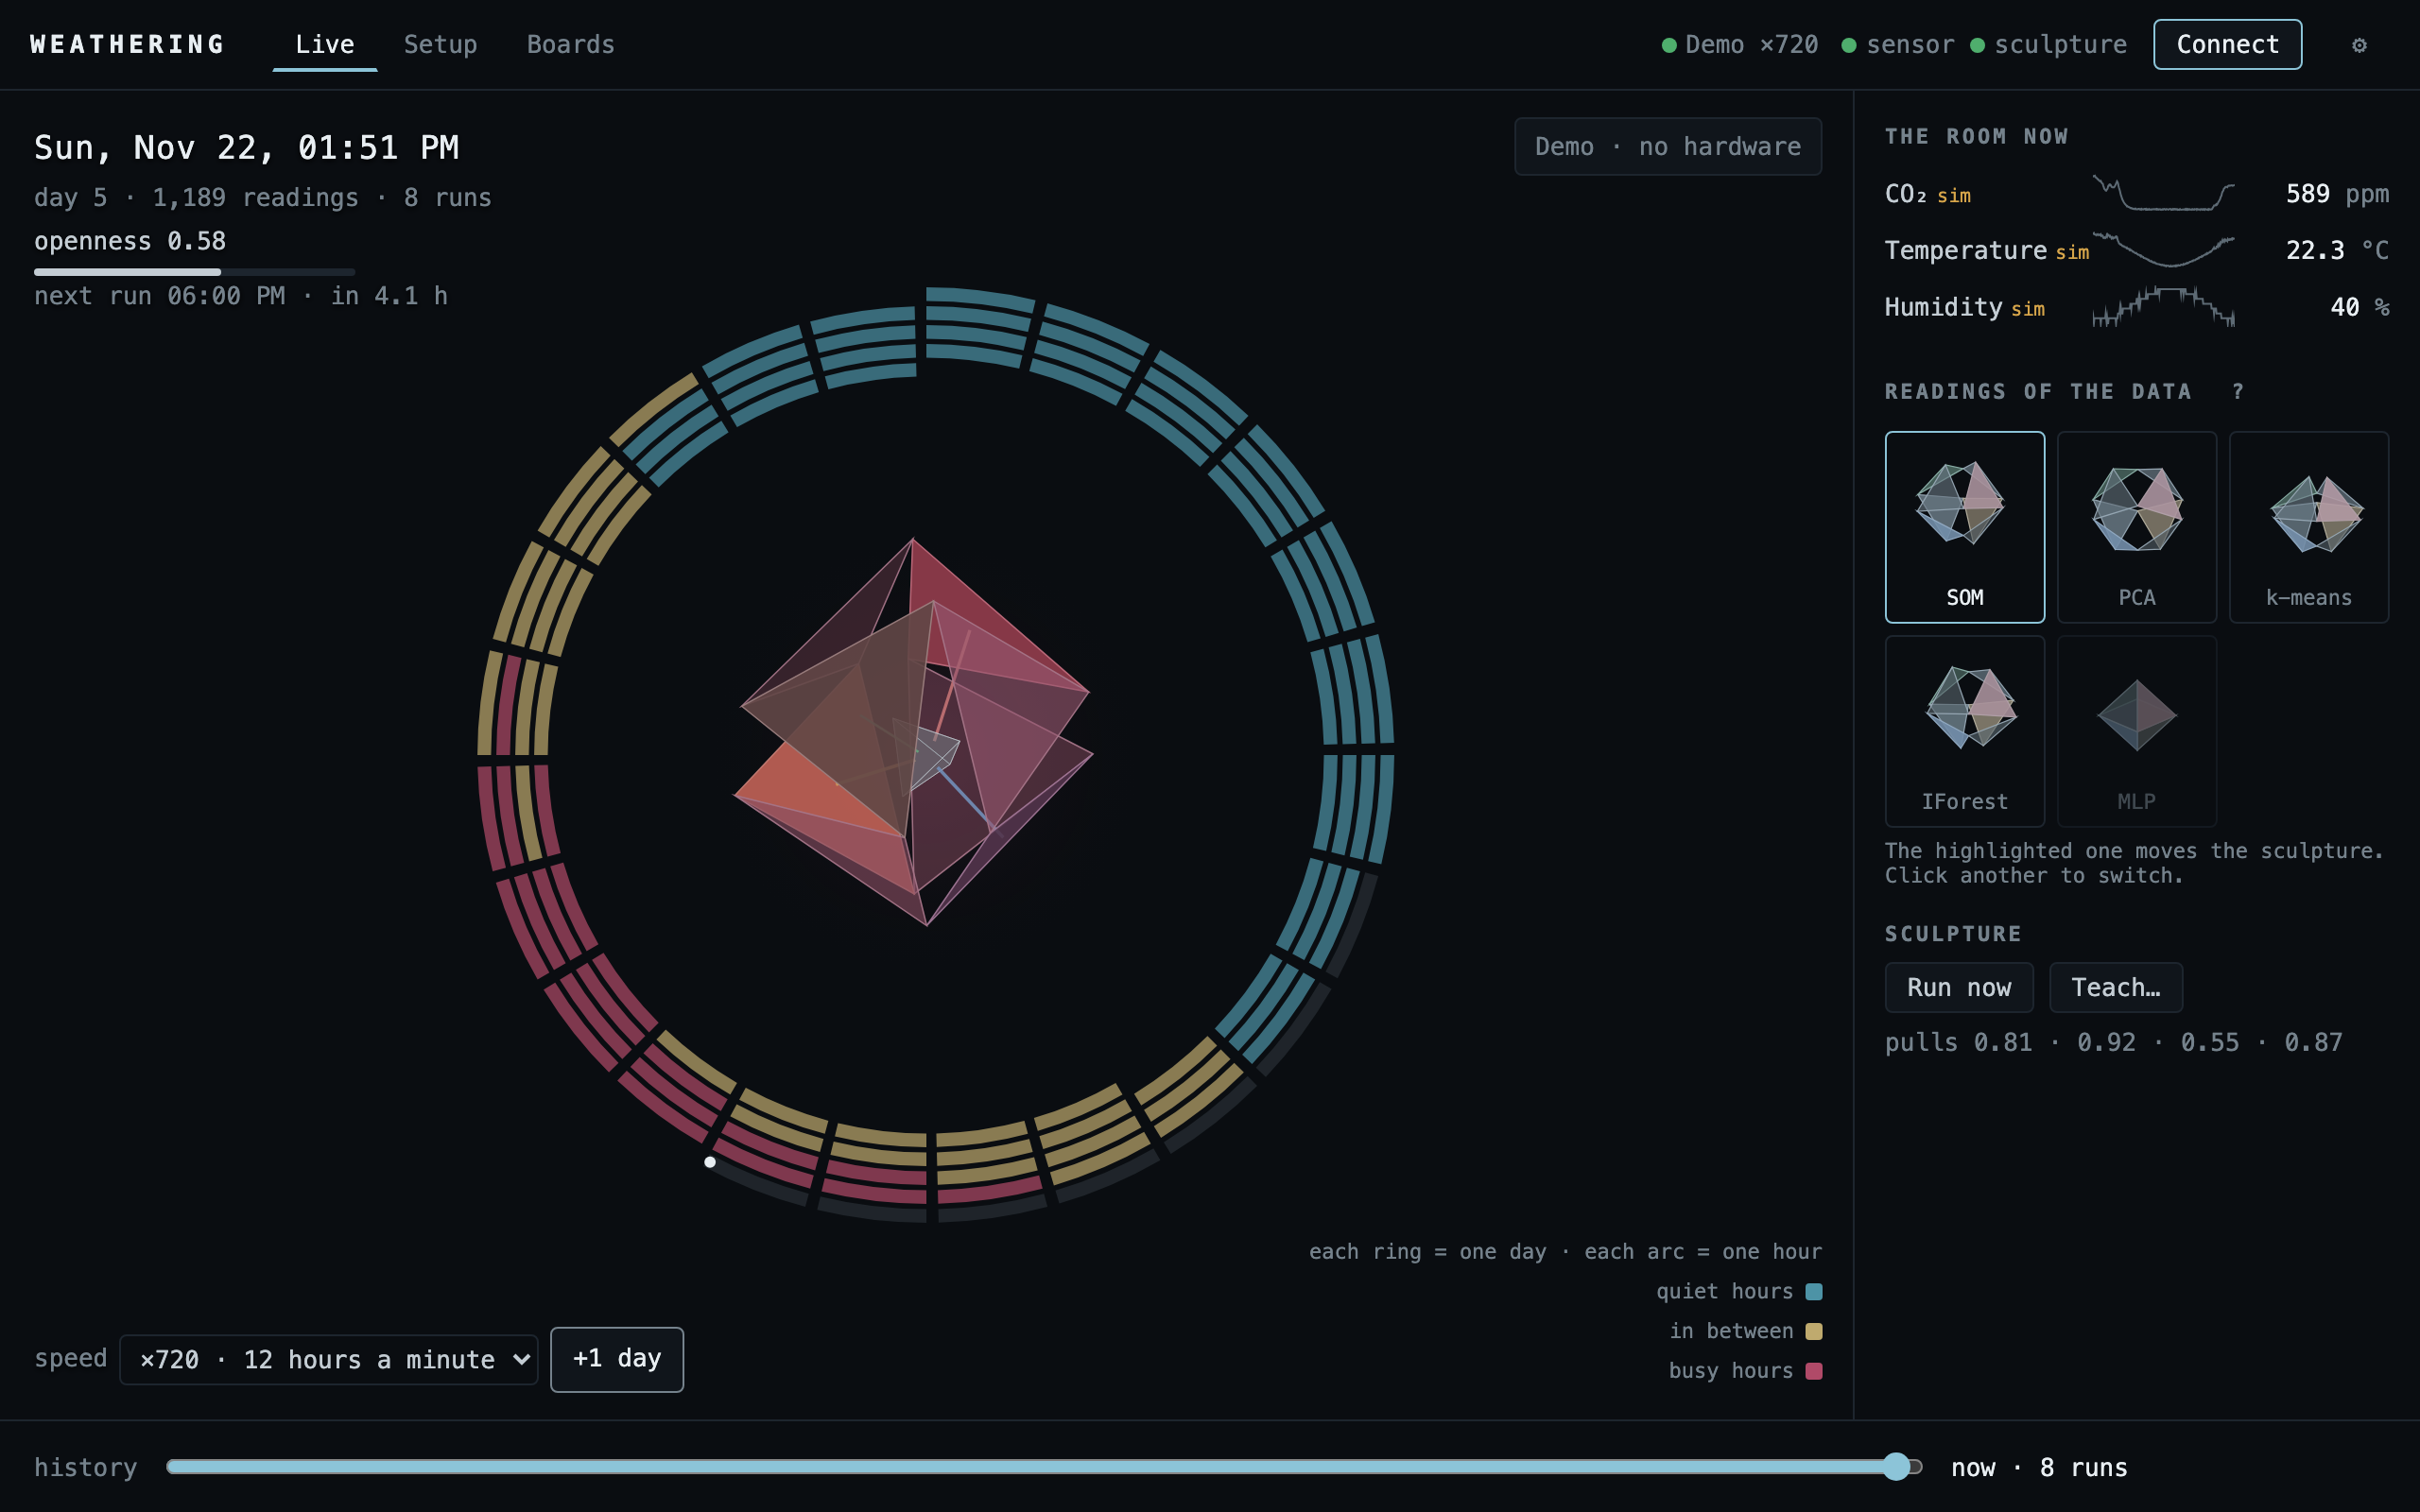 WEATHERING Live Setup Boards Demo ×720 sensor sculpture Connect ⚙
Sun, Nov 22, 01:51 PM
day 5 · 1,189 readings · 8 runs
openness 0.58
next run 06:00 PM · in 4.1 h
Demo · no hardware
each ring = one day · each arc = one hour
quiet hours
in between
busy hours
speed ×720 · 12 hours a minute +1 day
THE ROOM NOW
CO₂ sim 589 ppm
Temperature sim 22.3 °C
Humidity sim 40 %
READINGS OF THE DATA ?
SOM PCA k-means
IForest MLP
The highlighted one moves the sculpture.
Click another to switch.
SCULPTURE
Run now Teach…
pulls 0.81 · 0.92 · 0.55 · 0.87
history now · 8 runs